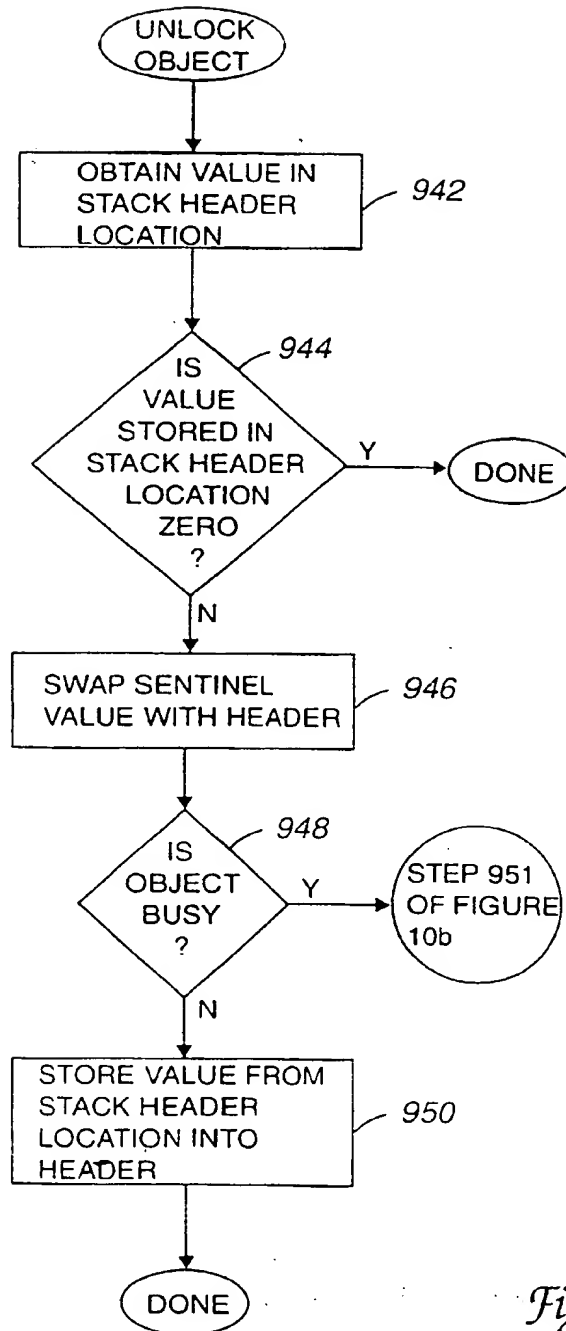 UNLOCK
OBJECT
OBTAIN VALUE IN
STACK HEADER
LOCATION
942
944
IS
VALUE
STORED IN
STACK HEADER
LOCATION
ZERO
?
Y
DONE
N
SWAP SENTINEL
VALUE WITH HEADER
946
948
IS
OBJECT
BUSY
?
Y
STEP 951
OF FIGURE
10b
N
STORE VALUE FROM
STACK HEADER
LOCATION INTO
HEADER
950
DONE